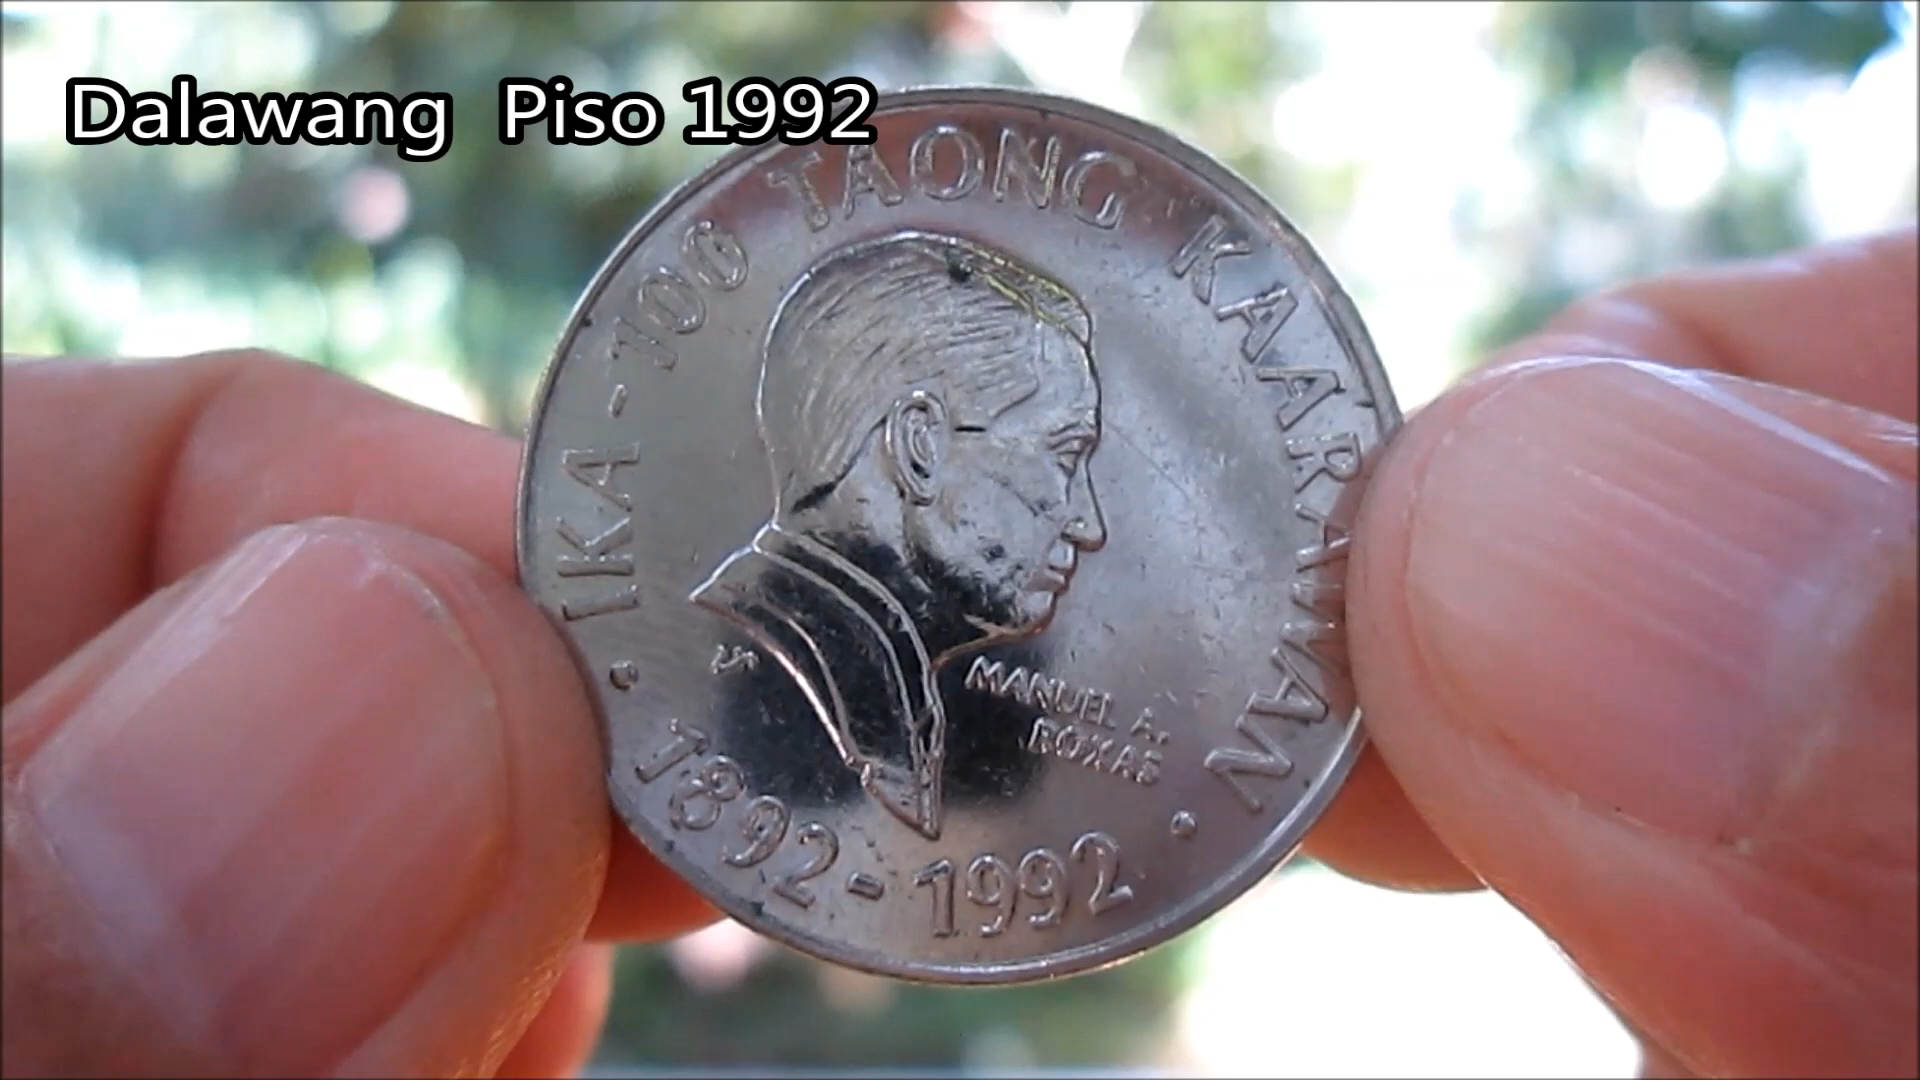 Dalawang Piso 1992
IKA-100 TAONG KAARAWAN
MANUEL A.
ROXAS
1892-1992